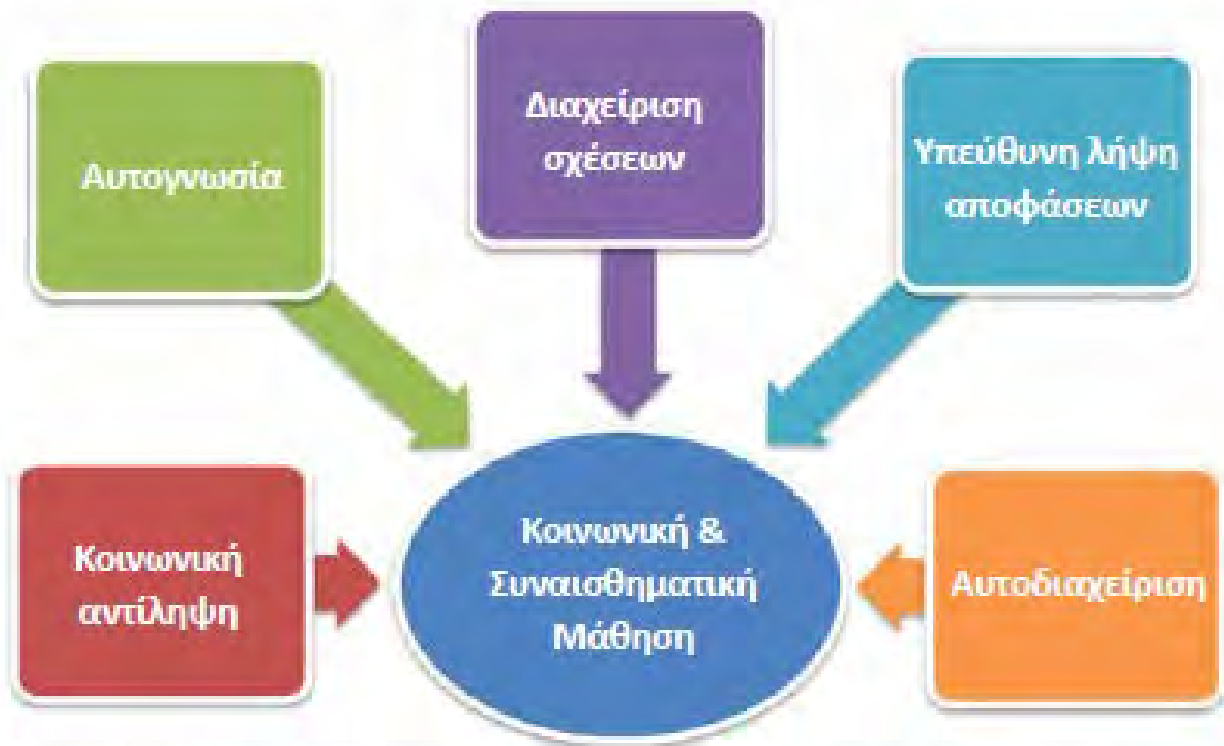 Αυτογνωσία
Διαχείριση
σχέσεων
Υπεύθυνη λήψη
αποφάσεων
Κοινωνική
αντίληψη
Κοινωνική &
Συναισθηματική
Μάθηση
Αυτοδιαχείριση